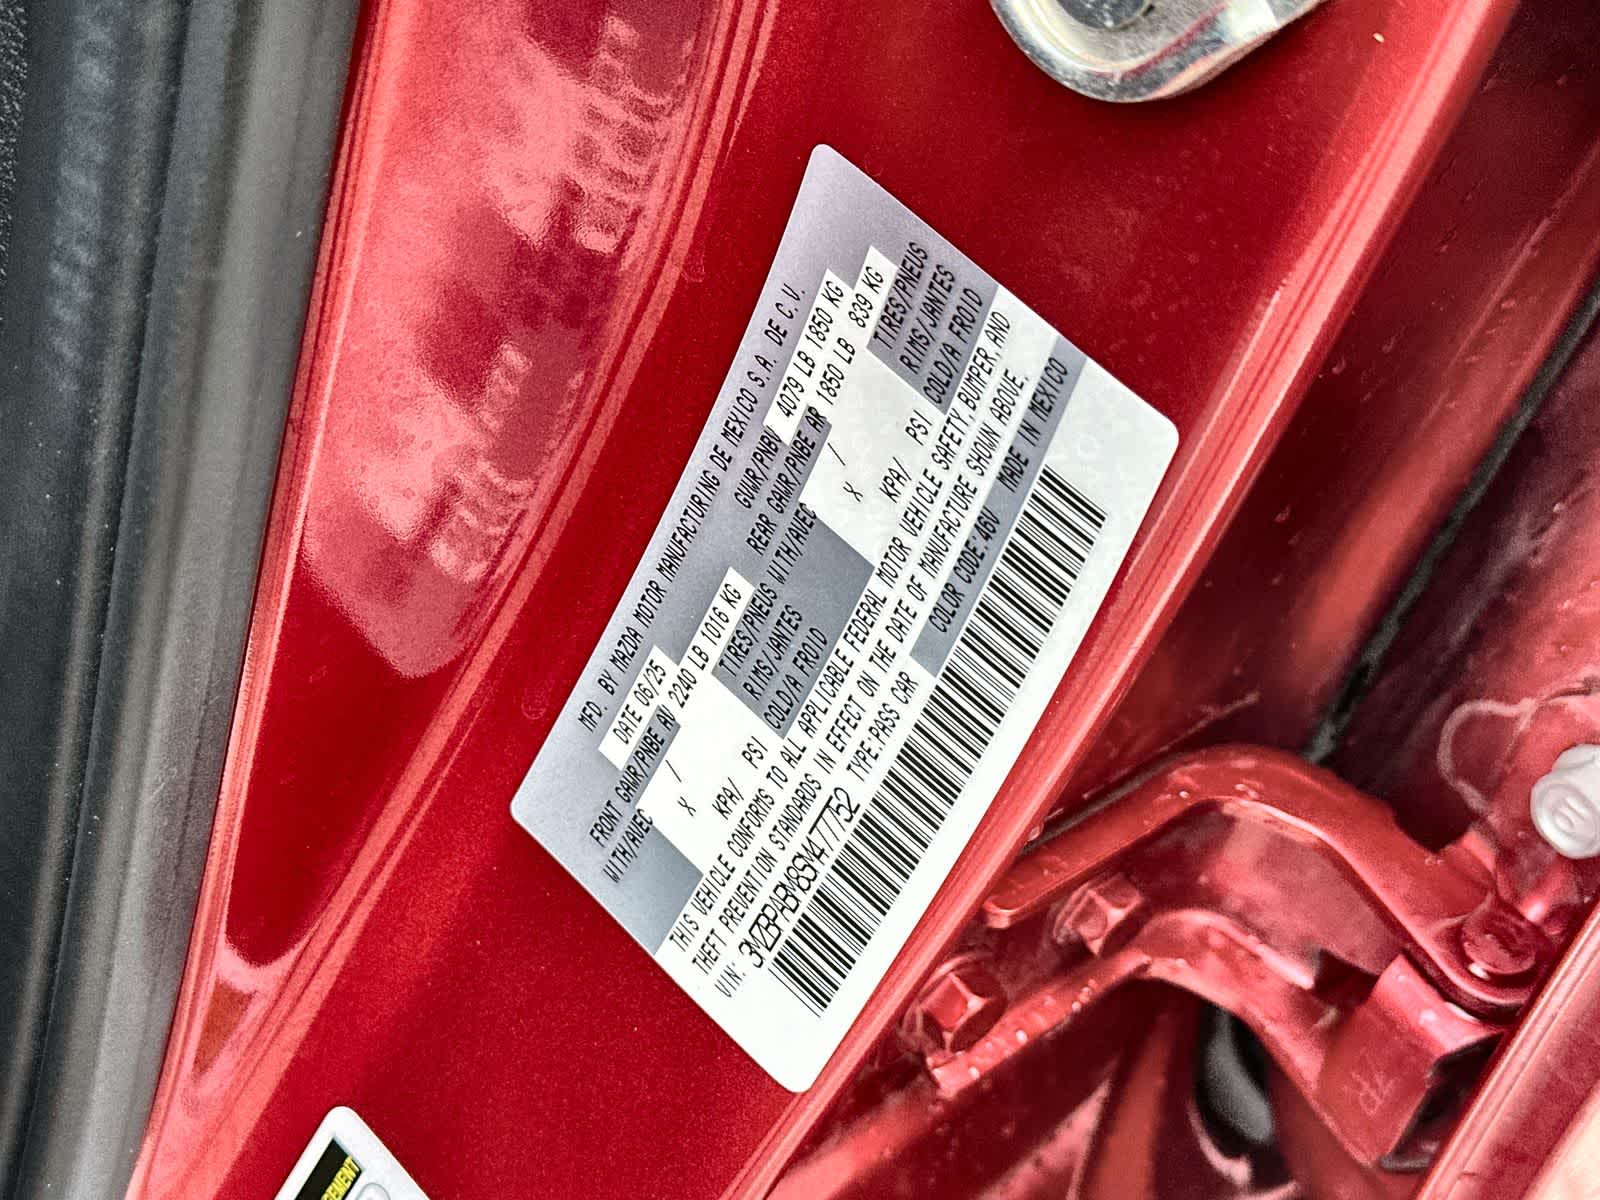 MFD. BY MAZDA MOTOR MANUFACTURING DE MEXICO S.A. DE C.V.
DATE 06/25 GVWR/PNBV 4079 LB 1850 KG
FRONT GAWR/PNBE AV 2240 LB 1016 KG REAR GAWR/PNBE AR 1850 LB 839 KG
WITH/AVEC / TIRES/PNEUS WITH/AVEC / TIRES/PNEUS
X RIMS/JANTES X RIMS/JANTES
KPA/ PSI COLD/A FROID KPA/ PSI COLD/A FROID
THIS VEHICLE CONFORMS TO ALL APPLICABLE FEDERAL MOTOR VEHICLE SAFETY, BUMPER, AND
THEFT PREVENTION STANDARDS IN EFFECT ON THE DATE OF MANUFACTURE SHOWN ABOVE.
VIN: 3MZBPABM8SM477752 TYPE:PASS CAR COLOR CODE:46V MADE IN MEXICO